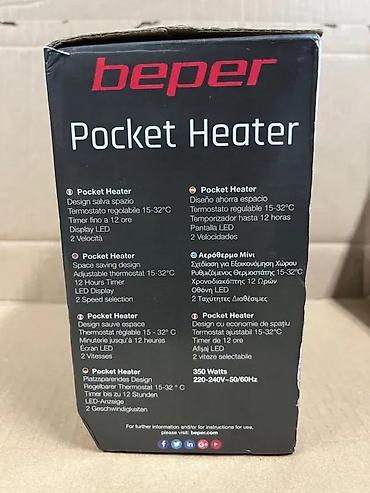 beper
Pocket Heater
Pocket Heater
Design salva spazio
Termostato regolabile 15-32°C
Timer fino a 12 ore
Display LED
2 Velocità
Pocket Heater
Space saving design
Adjustable thermostat 15-32°C
12 Hours Timer
LED Display
2 Speed selection
Pocket Heater
Design sauve espace
Thermostat réglable 15 - 32° C
Minuterie jusqu'à 12 heures
Écran LED
2 Vitesses
Pocket Heater
Platzsparendes Design
Regelbarer Thermostat 15-32 ° C
Timer bis zu 12 Stunden
LED-Anzeige
2 Geschwindigkeiten
Pocket Heater
Diseño ahorra espacio
Termostato regulable 15-32°C
Temporizador hasta 12 horas
Pantalla LED
2 Velocidades
Αερόθερμο Μίνι
Σχεδίαση για Εξοικονόμηση Χώρου
Ρυθμιζόμενος Θερμοστάτης 15-32°C
Χρονοδιακόπτης 12 Ωρών
Οθόνη LED
2 Ταχύτητες Διαθέσιμες
Pocket Heater
Design cu economie de spațiu
Termostat ajustabil 15-32°C
Timer de 12 ore
Afișaj LED
2 viteze selectabile
350 Watts
220-240V~50/60Hz
For further information and/or instructions for use,
please visit: beper.com